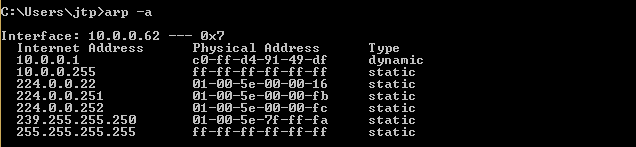 C:\Users\jtp>arp -a
Interface: 10.0.0.62 --- 0x7
Internet Address Physical Address Type
10.0.0.1 c0-ff-d4-91-49-df dynamic
10.0.0.255 ff-ff-ff-ff-ff-ff static
224.0.0.22 01-00-5e-00-00-16 static
224.0.0.251 01-00-5e-00-00-fb static
224.0.0.252 01-00-5e-00-00-fc static
239.255.255.250 01-00-5e-7f-ff-fa static
255.255.255.255 ff-ff-ff-ff-ff-ff static